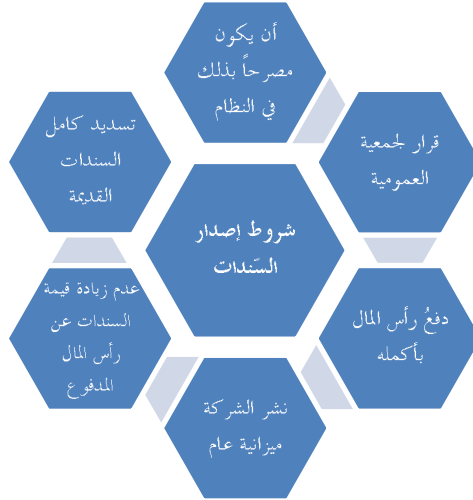 أن يكون
مصرحاً بذلك
في النظام
قرار لجمعية
العمومية
دفعُ رأس المال
بأكمله
نشر الشركة
ميزانية عام
عدم زيادة قيمة
السندات عن
رأس المال
المدفوع
تسديد كامل
السندات
القديمة
شروط إصدار
السّندات